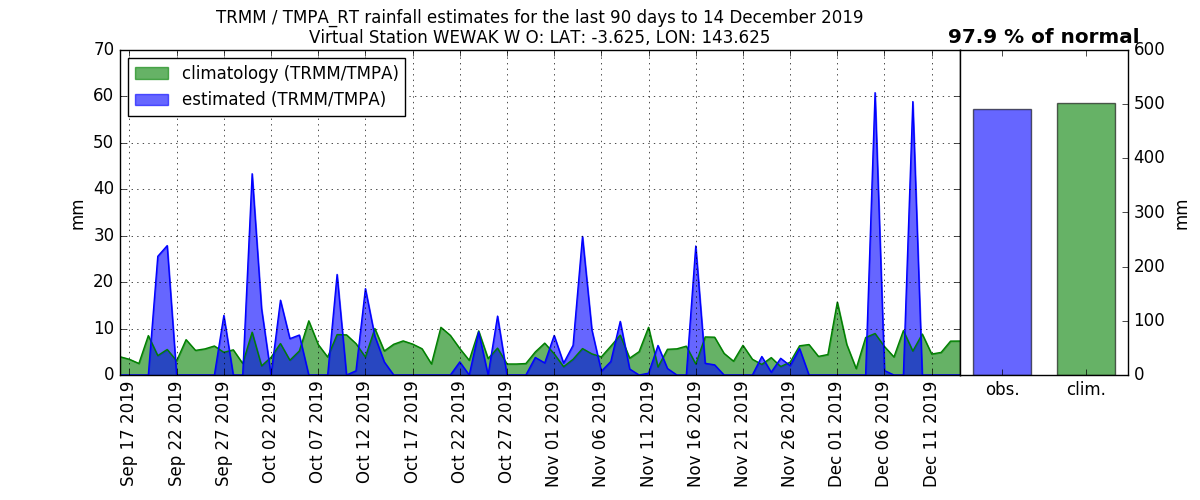 TRMM / TMPA_RT rainfall estimates for the last 90 days to 14 December 2019
Virtual Station WEWAK W O: LAT: -3.625, LON: 143.625
97.9 % of normal
climatology (TRMM/TMPA)
estimated (TRMM/TMPA)
70
60
50
40
30
20
10
0
mm
600
500
400
300
200
100
0
mm
obs.
clim.
Sep 17 2019
Sep 22 2019
Sep 27 2019
Oct 02 2019
Oct 07 2019
Oct 12 2019
Oct 17 2019
Oct 22 2019
Oct 27 2019
Nov 01 2019
Nov 06 2019
Nov 11 2019
Nov 16 2019
Nov 21 2019
Nov 26 2019
Dec 01 2019
Dec 06 2019
Dec 11 2019